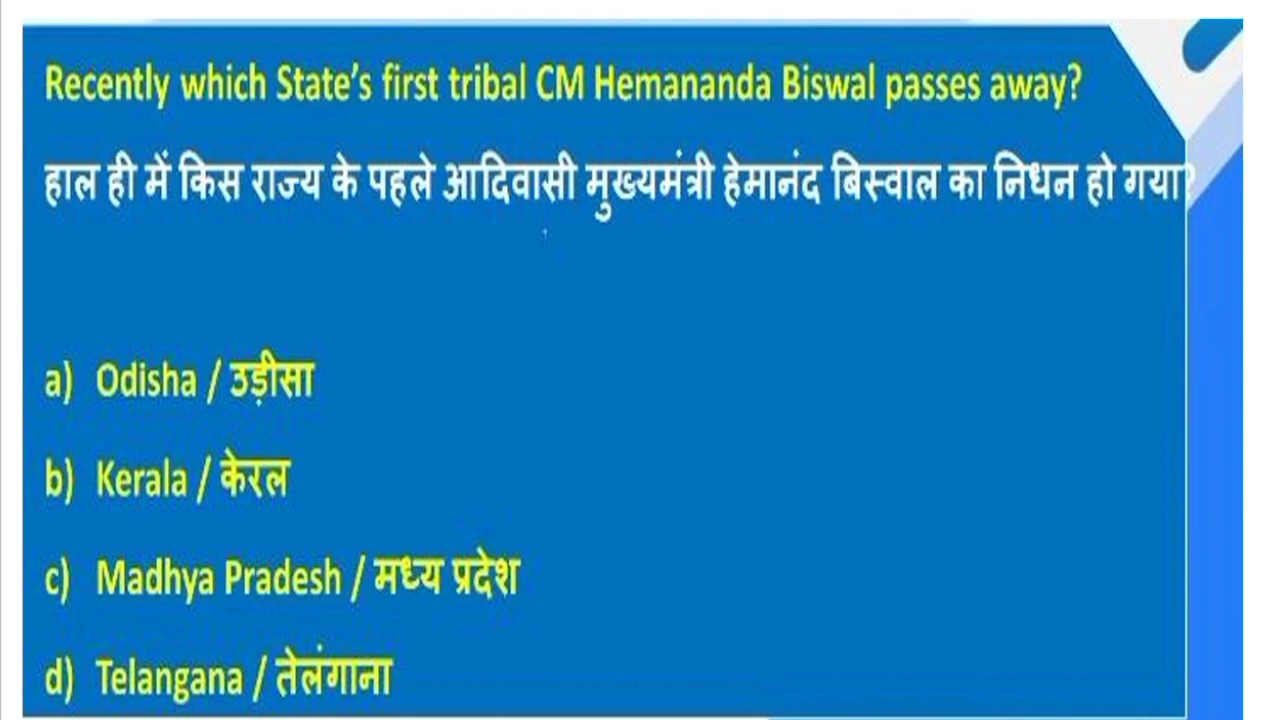 Recently which State's first tribal CM Hemananda Biswal passes away?
हाल ही में किस राज्य के पहले आदिवासी मुख्यमंत्री हेमानंद बिस्वाल का निधन हो गया?
a) Odisha / उड़ीसा
b) Kerala / केरल
c) Madhya Pradesh / मध्य प्रदेश
d) Telangana / तेलंगाना